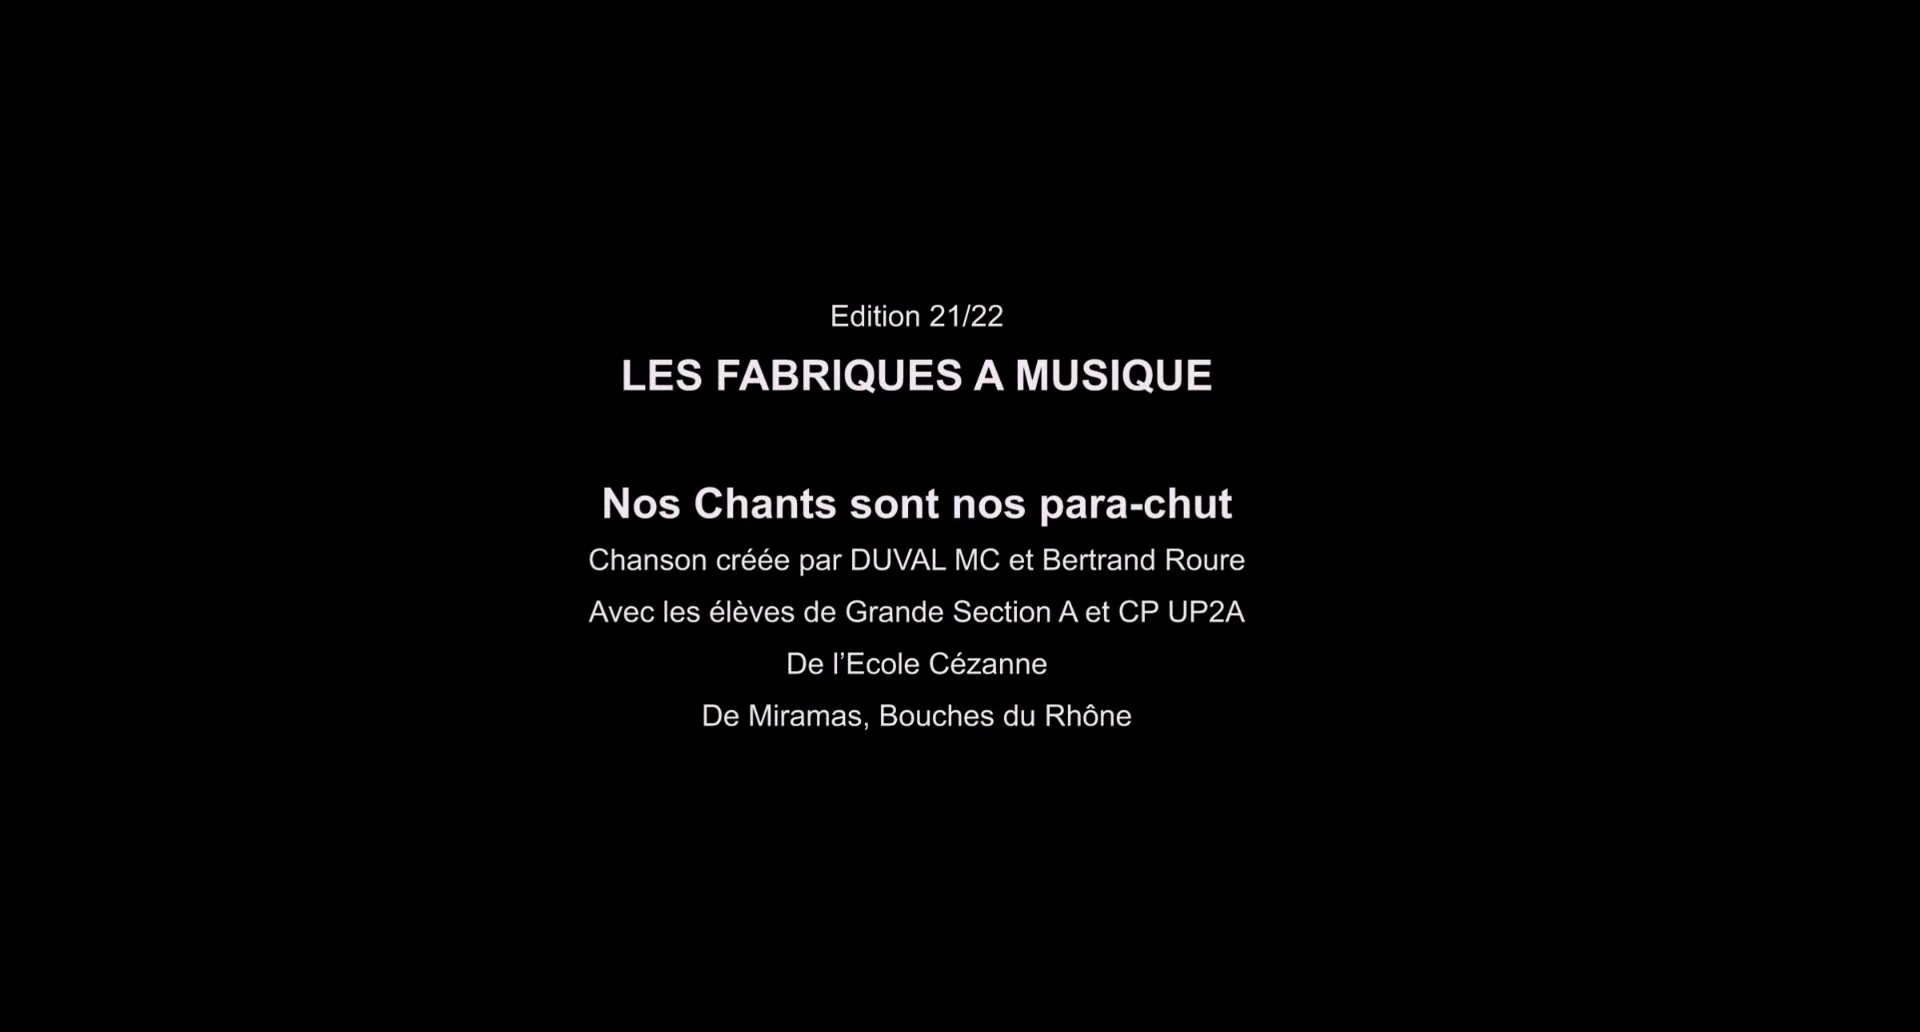 Edition 21/22
LES FABRIQUES A MUSIQUE
Nos Chants sont nos para-chut
Chanson créée par DUVAL MC et Bertrand Roure
Avec les élèves de Grande Section A et CP UP2A
De l’Ecole Cézanne
De Miramas, Bouches du Rhône